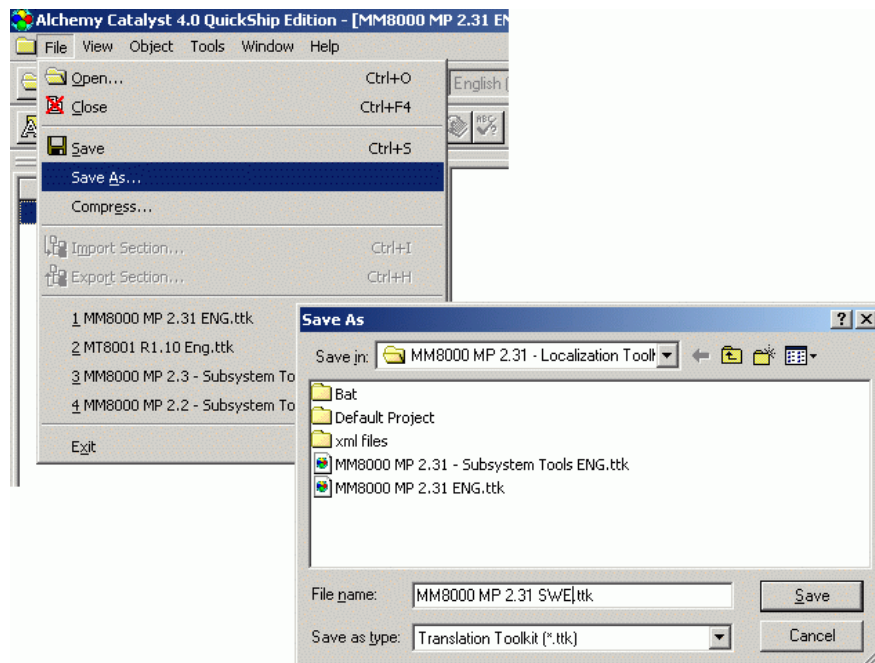 Alchemy Catalyst 4.0 QuickShip Edition - [MM8000 MP 2.31 EN
File View Object Tools Window Help
Open... Ctrl+O
English (
Close Ctrl+F4
Save Ctrl+S
Save As...
Compress...
Import Section... Ctrl+I
Export Section... Ctrl+H
1 MM8000 MP 2.31 ENG.ttk
2 MT8001 R1.10 Eng.ttk
3 MM8000 MP 2.3 - Subsystem To
4 MM8000 MP 2.2 - Subsystem To
Exit
Save As
Save in: MM8000 MP 2.31 - Localization Toolk
Bat
Default Project
xml files
MM8000 MP 2.31 - Subsystem Tools ENG.ttk
MM8000 MP 2.31 ENG.ttk
File name: MM8000 MP 2.31 SWE.ttk Save
Save as type: Translation Toolkit (*.ttk) Cancel